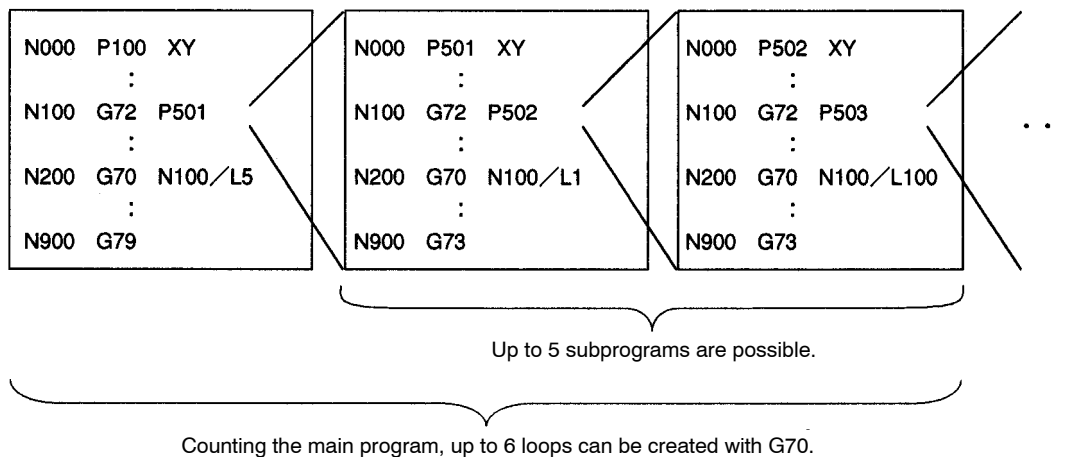 N000 P100 XY
:
N100 G72 P501
:
N200 G70 N100/L5
:
N900 G79
N000 P501 XY
:
N100 G72 P502
:
N200 G70 N100/L1
:
N900 G73
N000 P502 XY
:
N100 G72 P503
:
N200 G70 N100/L100
:
N900 G73
. .
Up to 5 subprograms are possible.
Counting the main program, up to 6 loops can be created with G70.